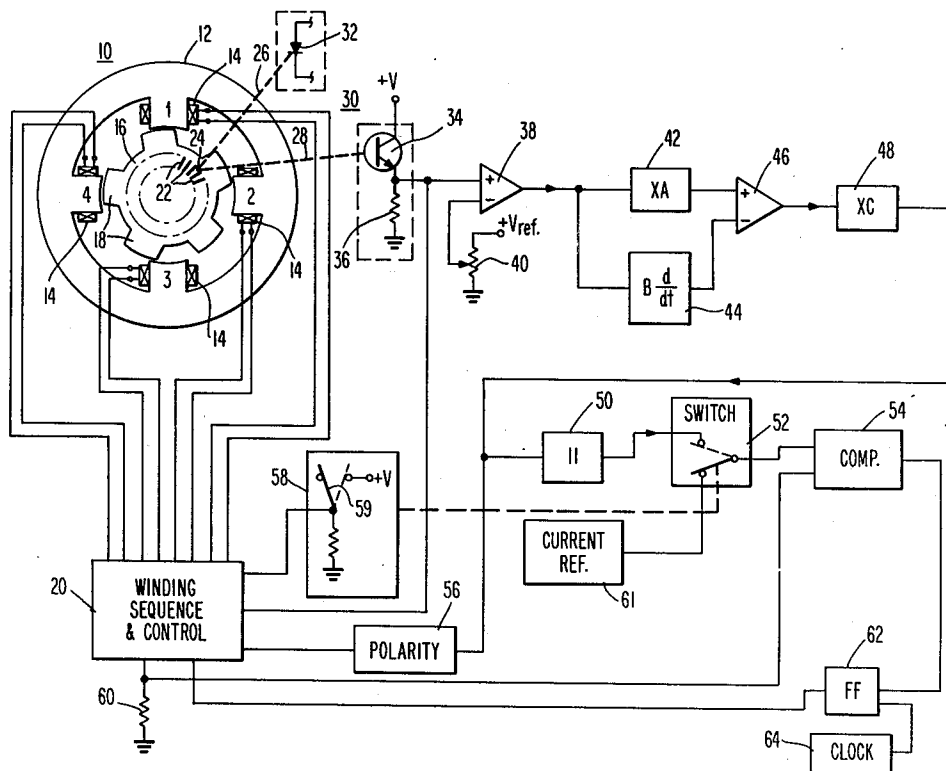 10
12
14
26
32
30
+V
34
16
1
24
28
38
42
46
48
22
4
2
XA
XC
18
+Vref.
36
40
14
3
14
14
B d/dt
44
50
SWITCH
52
54
58
+V
59
||
COMP.
CURRENT
REF.
61
20
WINDING
SEQUENCE
& CONTROL
56
POLARITY
62
FF
60
64
CLOCK